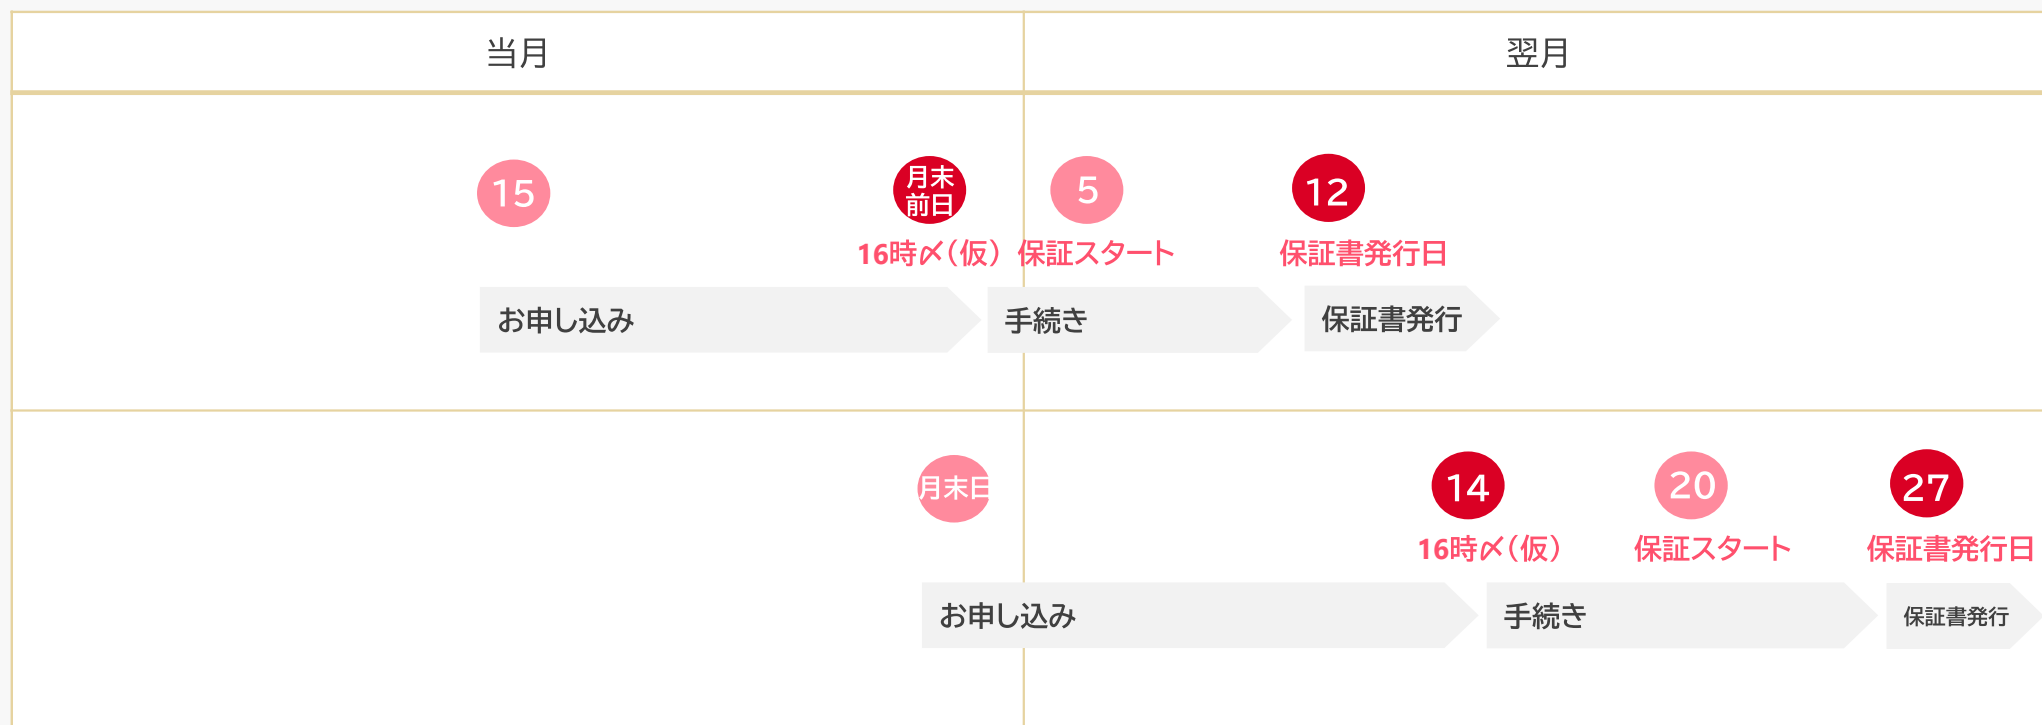 当月
翌月
15
月末
前日
5
12
16時〆（仮）
保証スタート
保証書発行日
お申し込み
手続き
保証書発行
月末日
14
20
27
16時〆（仮）
保証スタート
保証書発行日
お申し込み
手続き
保証書発行